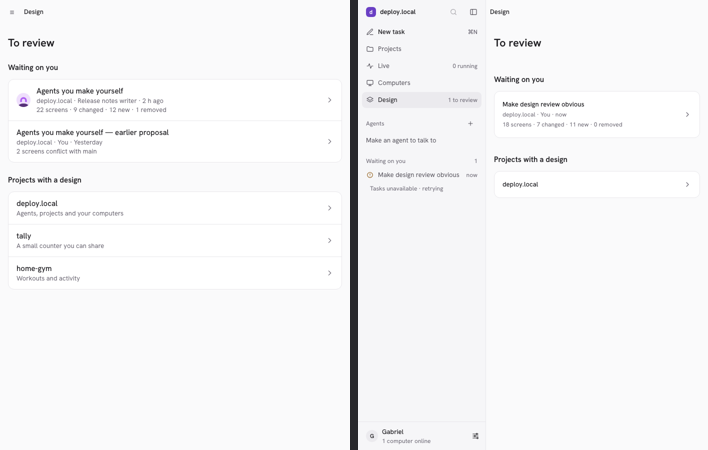 Design
To review
Waiting on you
Agents you make yourself
deploy.local · Release notes writer · 2 h ago
22 screens · 9 changed · 12 new · 1 removed
Agents you make yourself — earlier proposal
deploy.local · You · Yesterday
2 screens conflict with main
Projects with a design
deploy.local
Agents, projects and your computers
tally
A small counter you can share
home-gym
Workouts and activity
d deploy.local
New task ⌘N
Projects
Live 0 running
Computers
Design 1 to review
Agents +
Make an agent to talk to
Waiting on you 1
Make design review obvious now
Tasks unavailable · retrying
G Gabriel
1 computer online
Design
To review
Waiting on you
Make design review obvious
deploy.local · You · now
18 screens · 7 changed · 11 new · 0 removed
Projects with a design
deploy.local